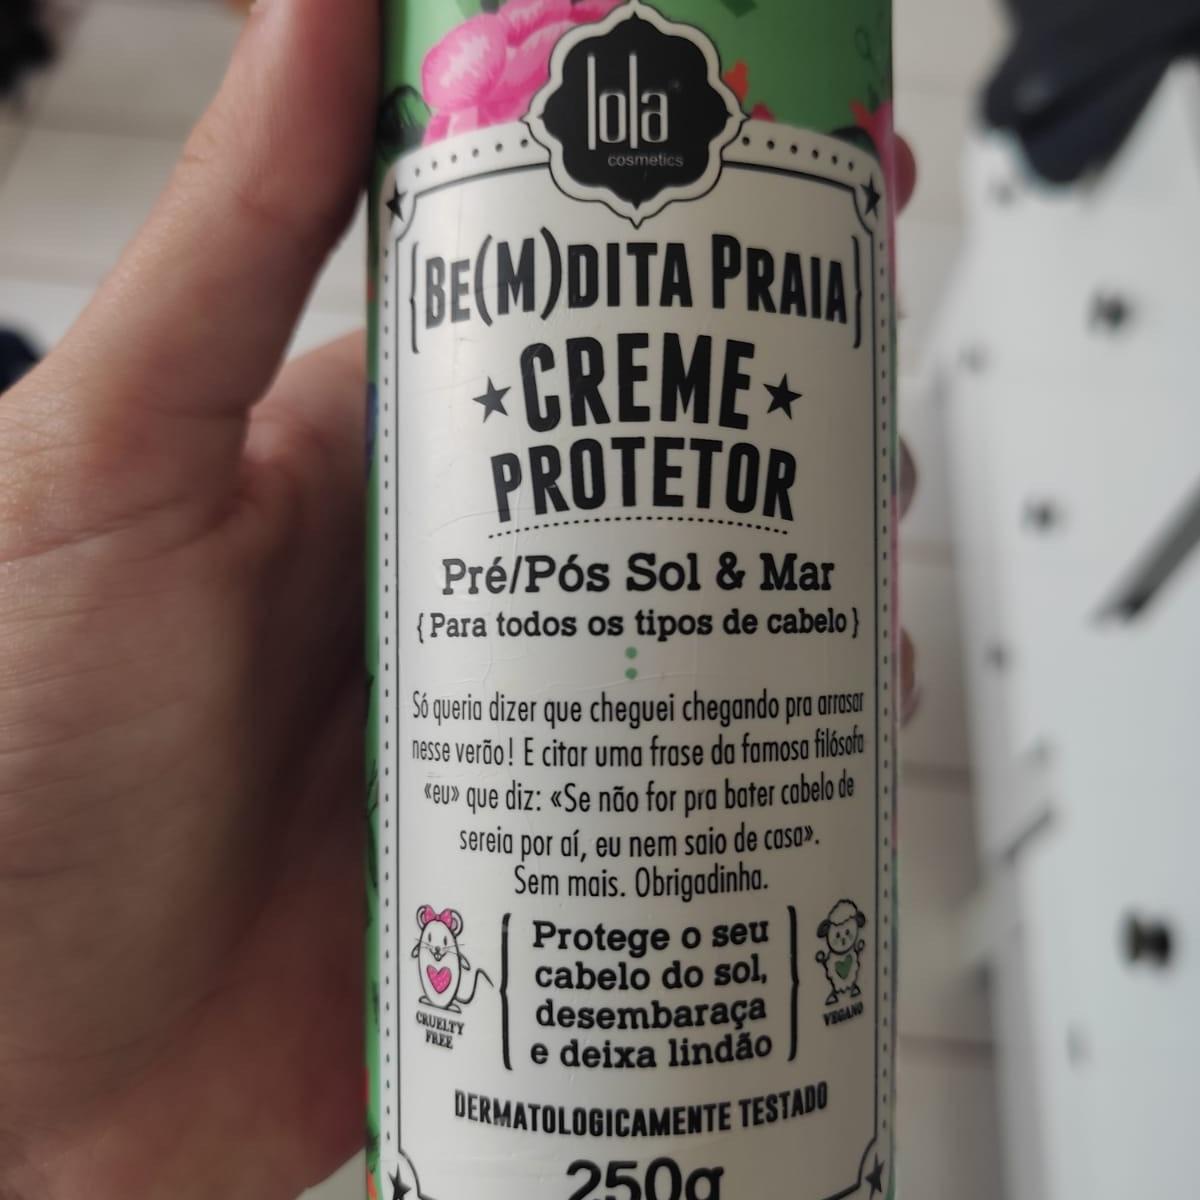 lola
cosmetics
{BE(M)DITA PRAIA}
CREME
PROTETOR
Pré/Pós Sol & Mar
{Para todos os tipos de cabelo}
Só queria dizer que cheguei chegando pra arrasar
nesse verão! E citar uma frase da famosa filósofa
«eu» que diz: «Se não for pra bater cabelo de
sereia por aí, eu nem saio de casa».
Sem mais. Obrigadinha.
Protege o seu
cabelo do sol,
desembaraça
e deixa lindão
CRUELTY
FREE
VEGANO
DERMATOLOGICAMENTE TESTADO
250g